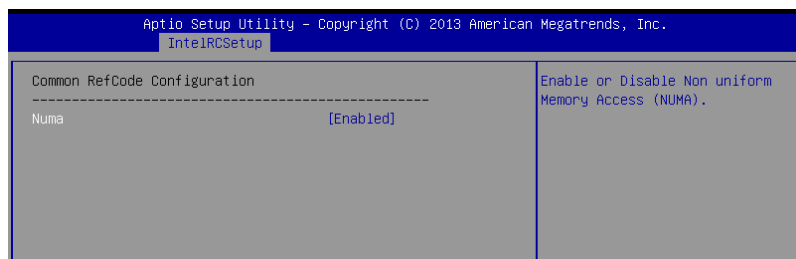 Aptio Setup Utility – Copyright (C) 2013 American Megatrends, Inc.
IntelRCSetup
Common RefCode Configuration
--------------------------------------------------
Numa [Enabled]
Enable or Disable Non uniform
Memory Access (NUMA).